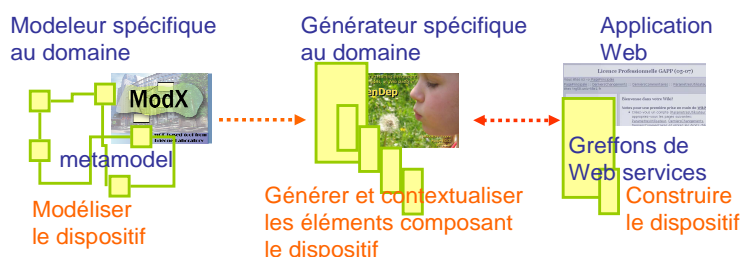 Modeleur spécifique
au domaine
ModX
metamodel
Modéliser
le dispositif
Générateur spécifique
au domaine
enDep
Générer et contextualiser
les éléments composant
le dispositif
Application
Web
Licence Professionnelle GAPP (05-07)
Greffons de
Web services
Construire
le dispositif